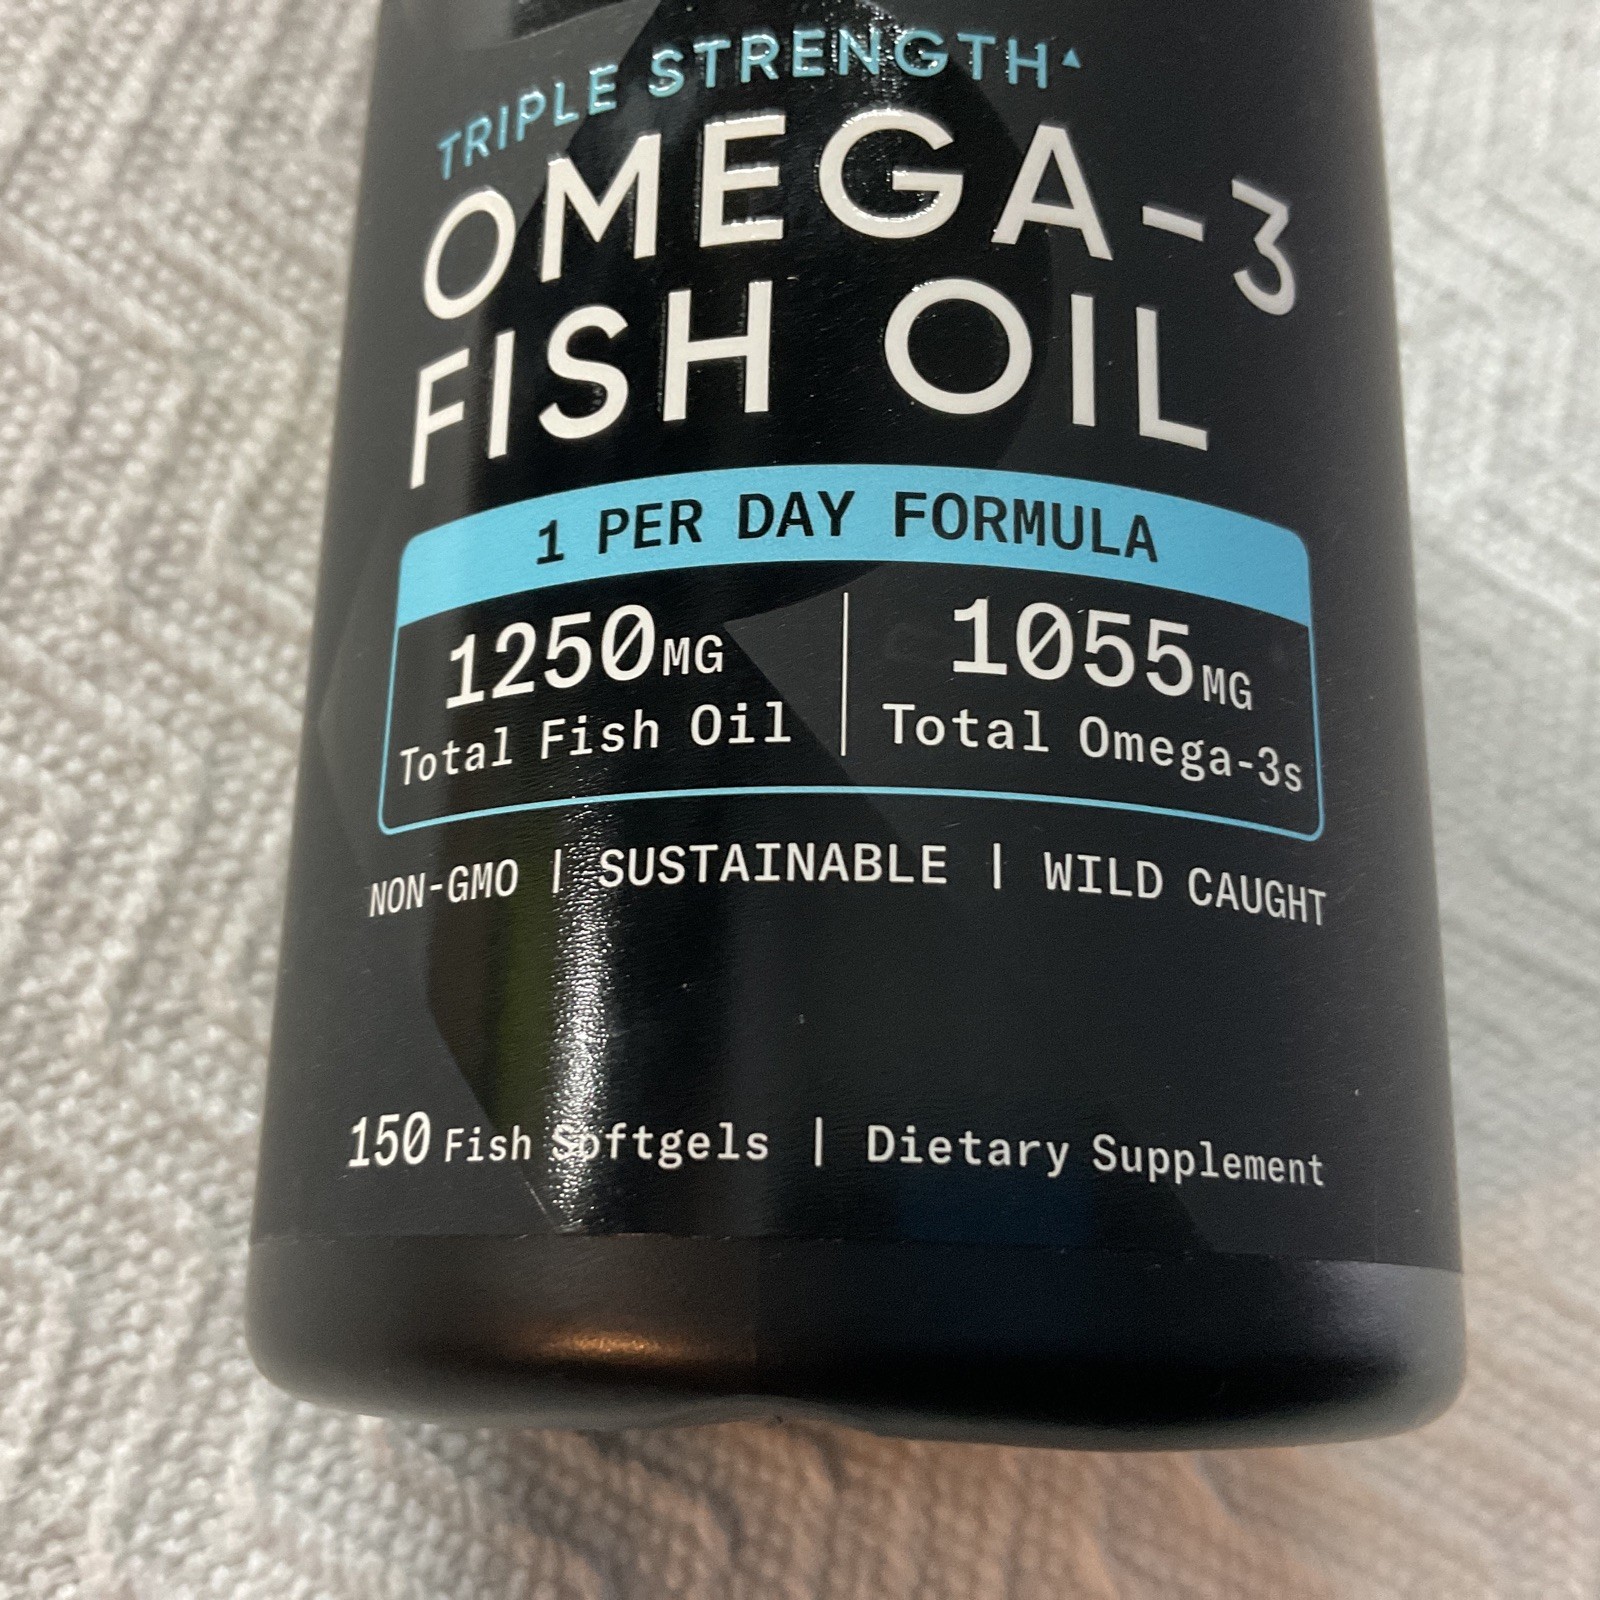 TRIPLE STRENGTH▲
OMEGA-3
FISH OIL
1 PER DAY FORMULA
1250MG
Total Fish Oil
1055MG
Total Omega-3s
NON-GMO | SUSTAINABLE | WILD CAUGHT
150 Fish Softgels | Dietary Supplement